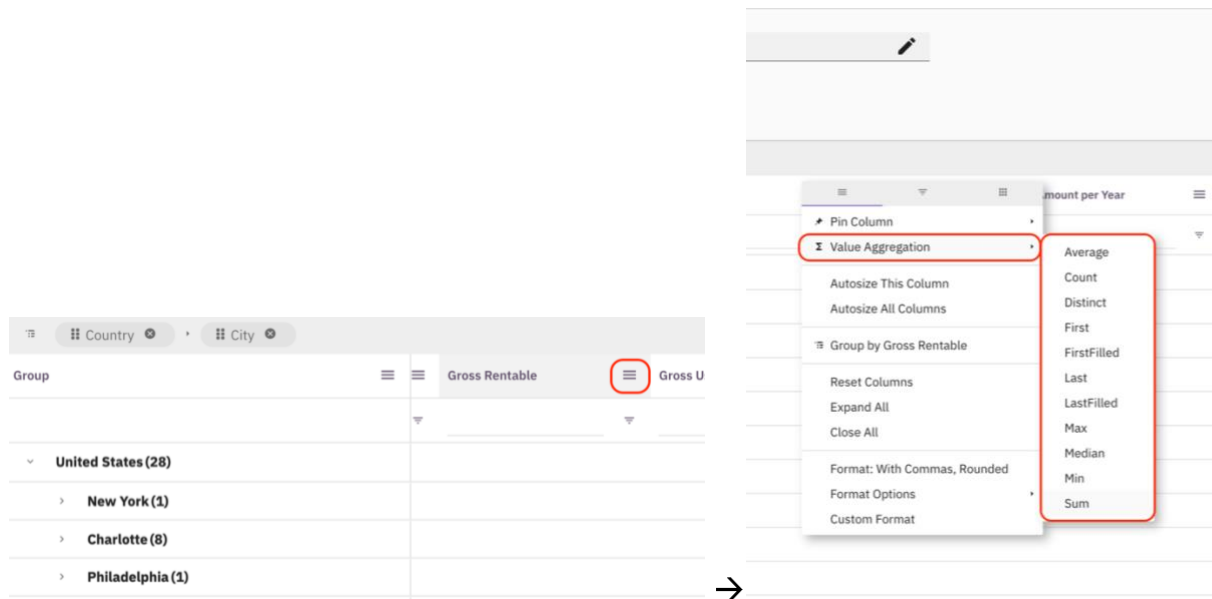 Country
City
Group
Gross Rentable
Gross U
United States (28)
New York (1)
Charlotte (8)
Philadelphia (1)
→
mount per Year
Pin Column
Σ Value Aggregation
Autosize This Column
Autosize All Columns
Group by Gross Rentable
Reset Columns
Expand All
Close All
Format: With Commas, Rounded
Format Options
Custom Format
Average
Count
Distinct
First
FirstFilled
Last
LastFilled
Max
Median
Min
Sum